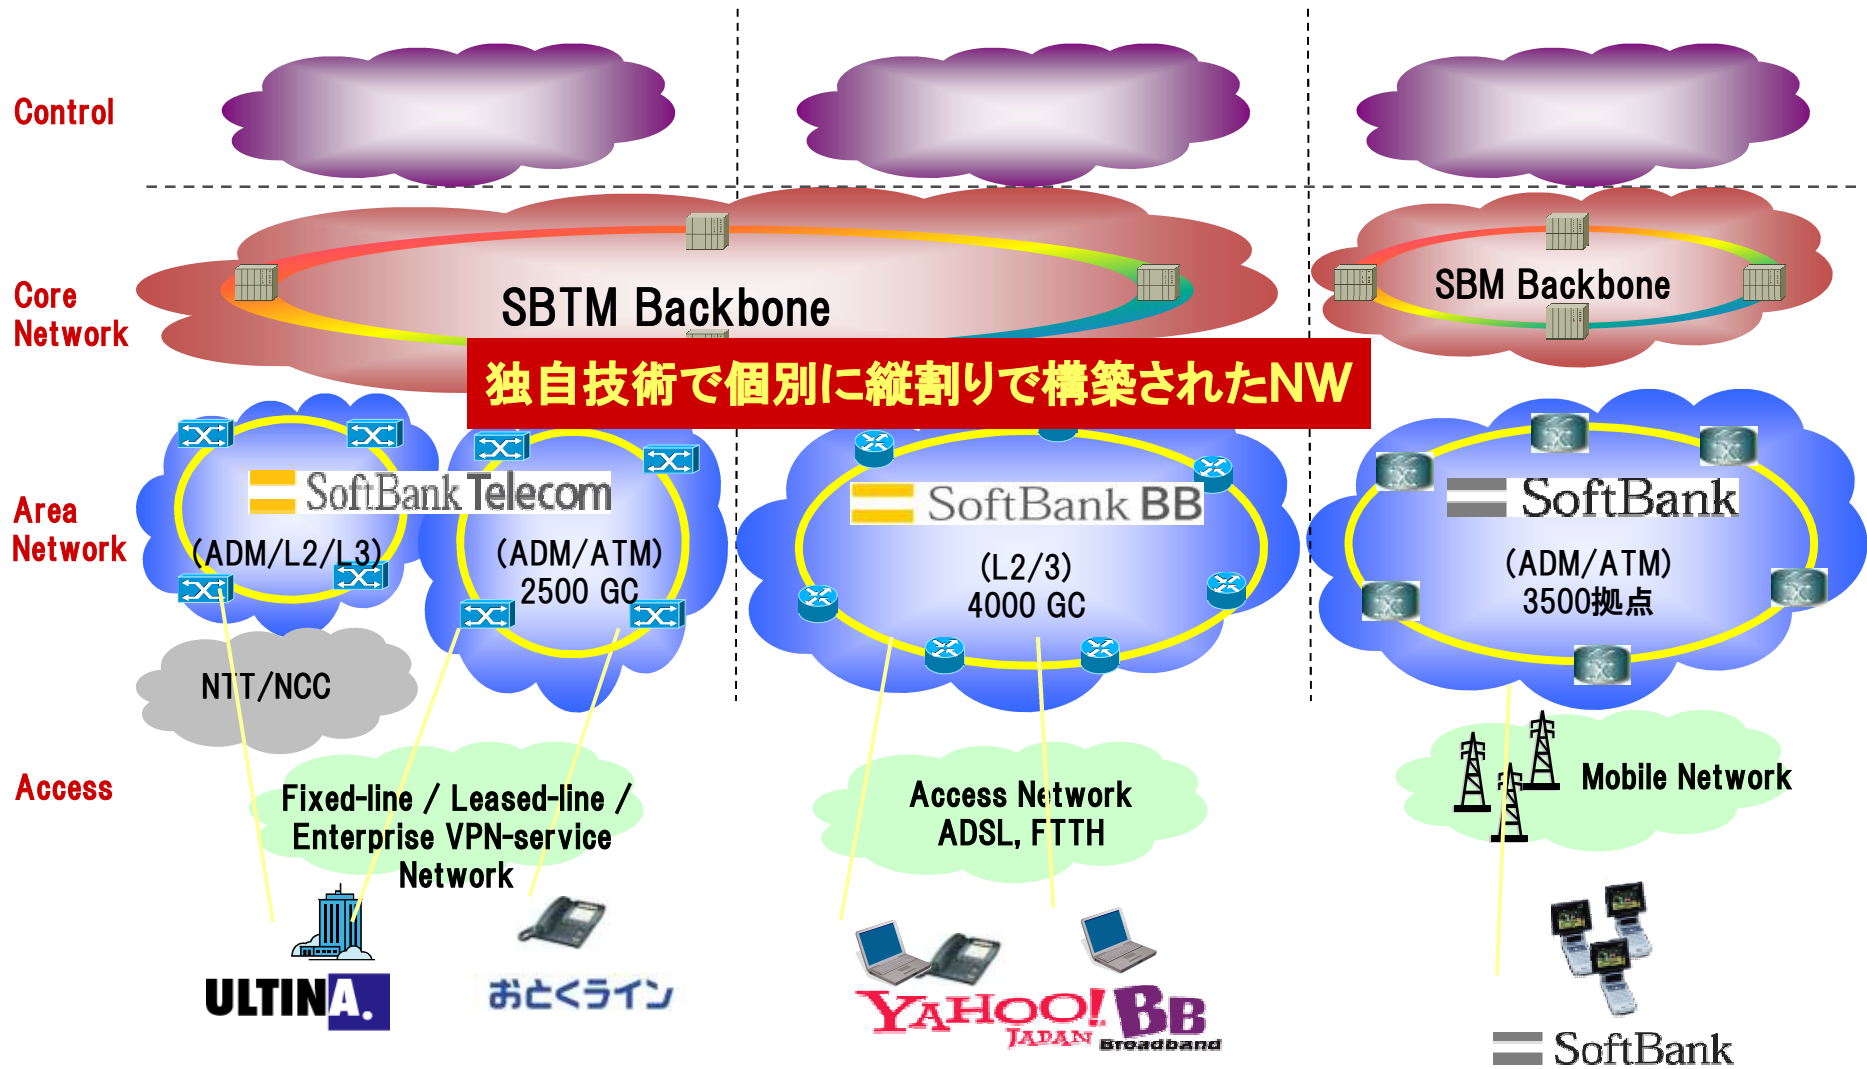 Control
Core
Network
SBTM Backbone
SBM Backbone
独自技術で個別に縦割りで構築されたNW
Area
Network
SoftBank Telecom
(ADM/L2/L3)
(ADM/ATM)
2500 GC
SoftBank BB
(L2/3)
4000 GC
SoftBank
(ADM/ATM)
3500拠点
NTT/NCC
Access
Fixed-line / Leased-line /
Enterprise VPN-service
Network
Access Network
ADSL, FTTH
Mobile Network
ULTINA.
おとくライン
YAHOO!
JAPAN
BB
Broadband
SoftBank